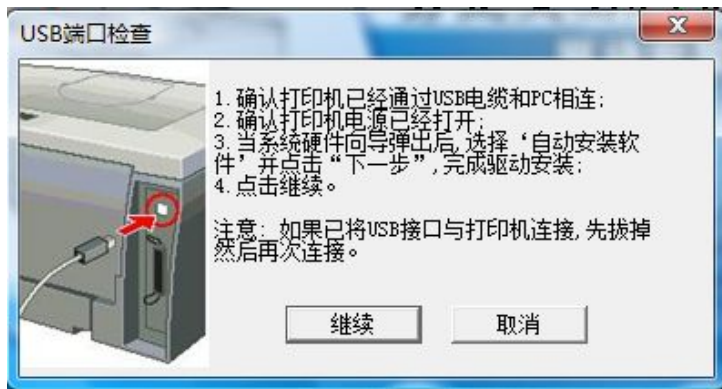 USB端口检查
1.确认打印机已经通过USB电缆和PC相连;
2.确认打印机电源已经打开;
3.当系统硬件向导弹出后,选择‘自动安装软
件’并点击“下一步”,完成驱动安装;
4.点击继续。
注意: 如果已将USB接口与打印机连接,先拔掉
然后再次连接。
继续
取消